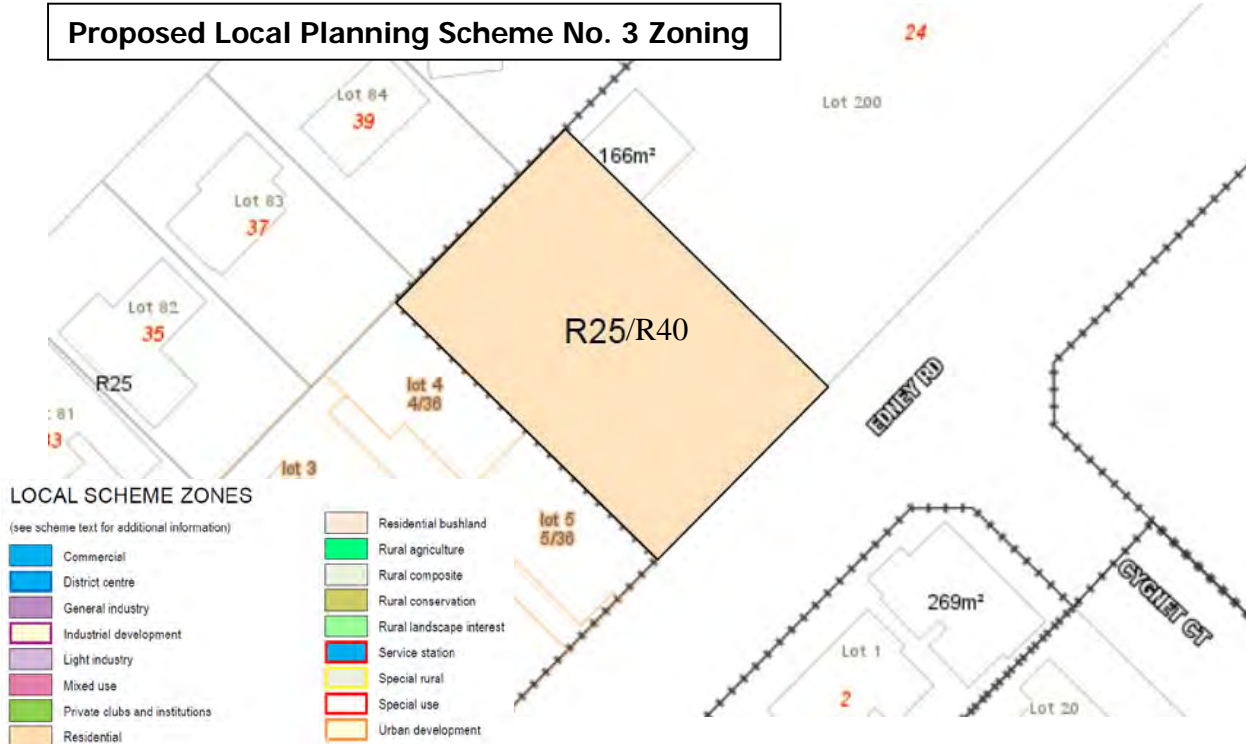 Proposed Local Planning Scheme No. 3 Zoning
24
Lot 84
39
Lot 200
166m²
Lot 83
37
Lot 82
35
R25/R40
R25
lot 4
4/36
EDNEY RD
: 81
33
lot 3
lot 5
5/36
CYGNET CT
269m²
Lot 1
2
Lot 20
LOCAL SCHEME ZONES
(see scheme text for additional information)
Commercial
District centre
General industry
Industrial development
Light industry
Mixed use
Private clubs and institutions
Residential
Residential bushland
Rural agriculture
Rural composite
Rural conservation
Rural landscape interest
Service station
Special rural
Special use
Urban development